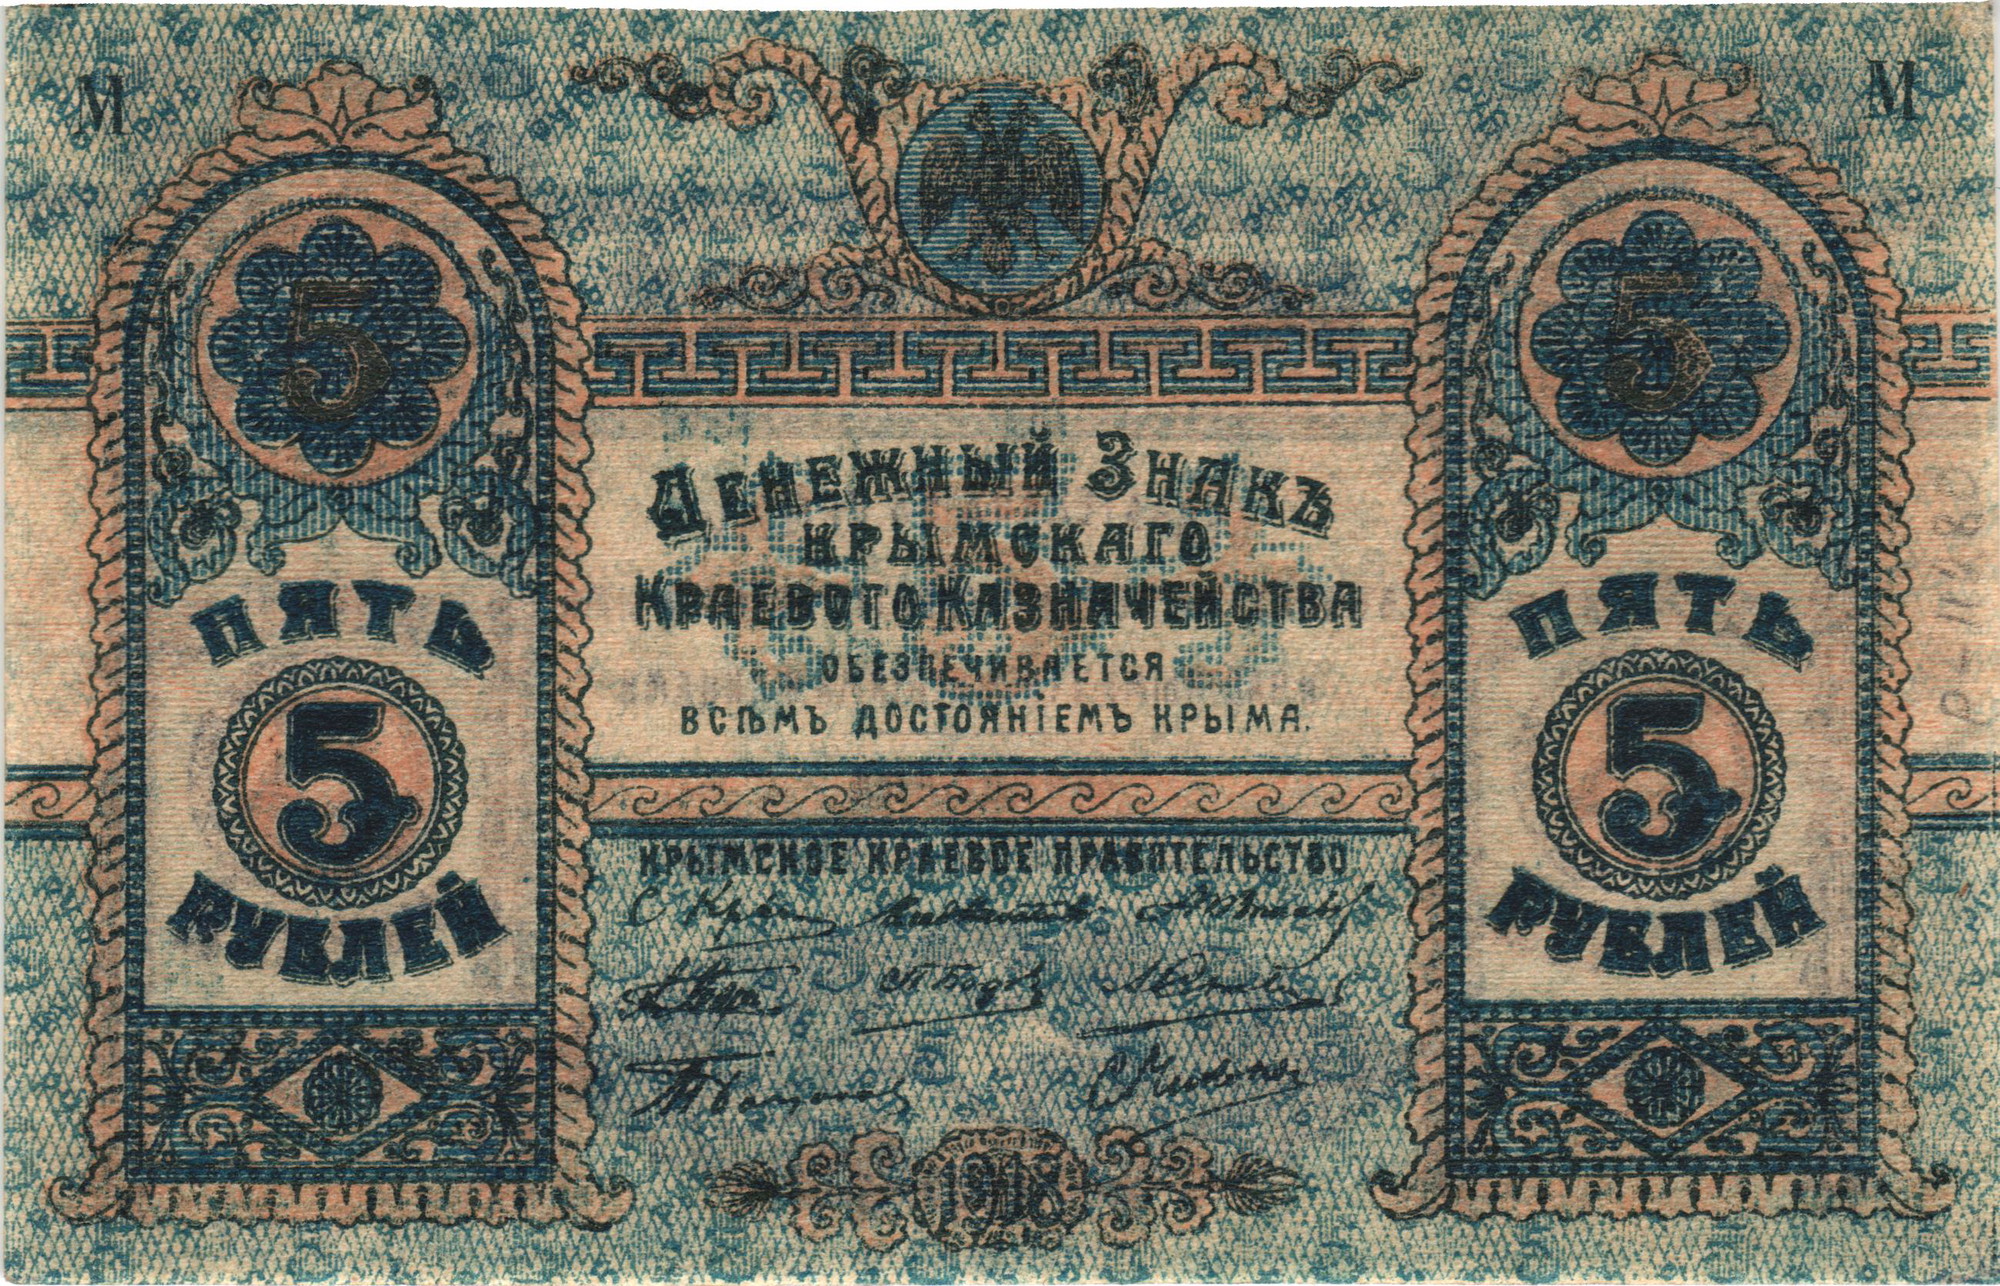 М М
5 5
Денежный Знакъ
Крымскаго
Краевого Казначейства
обезпечивается
всѣмъ достояніемъ Крыма.
ПЯТЬ 5 РУБЛЕЙ
ПЯТЬ 5 РУБЛЕЙ
Крымское Краевое Правительство
1918